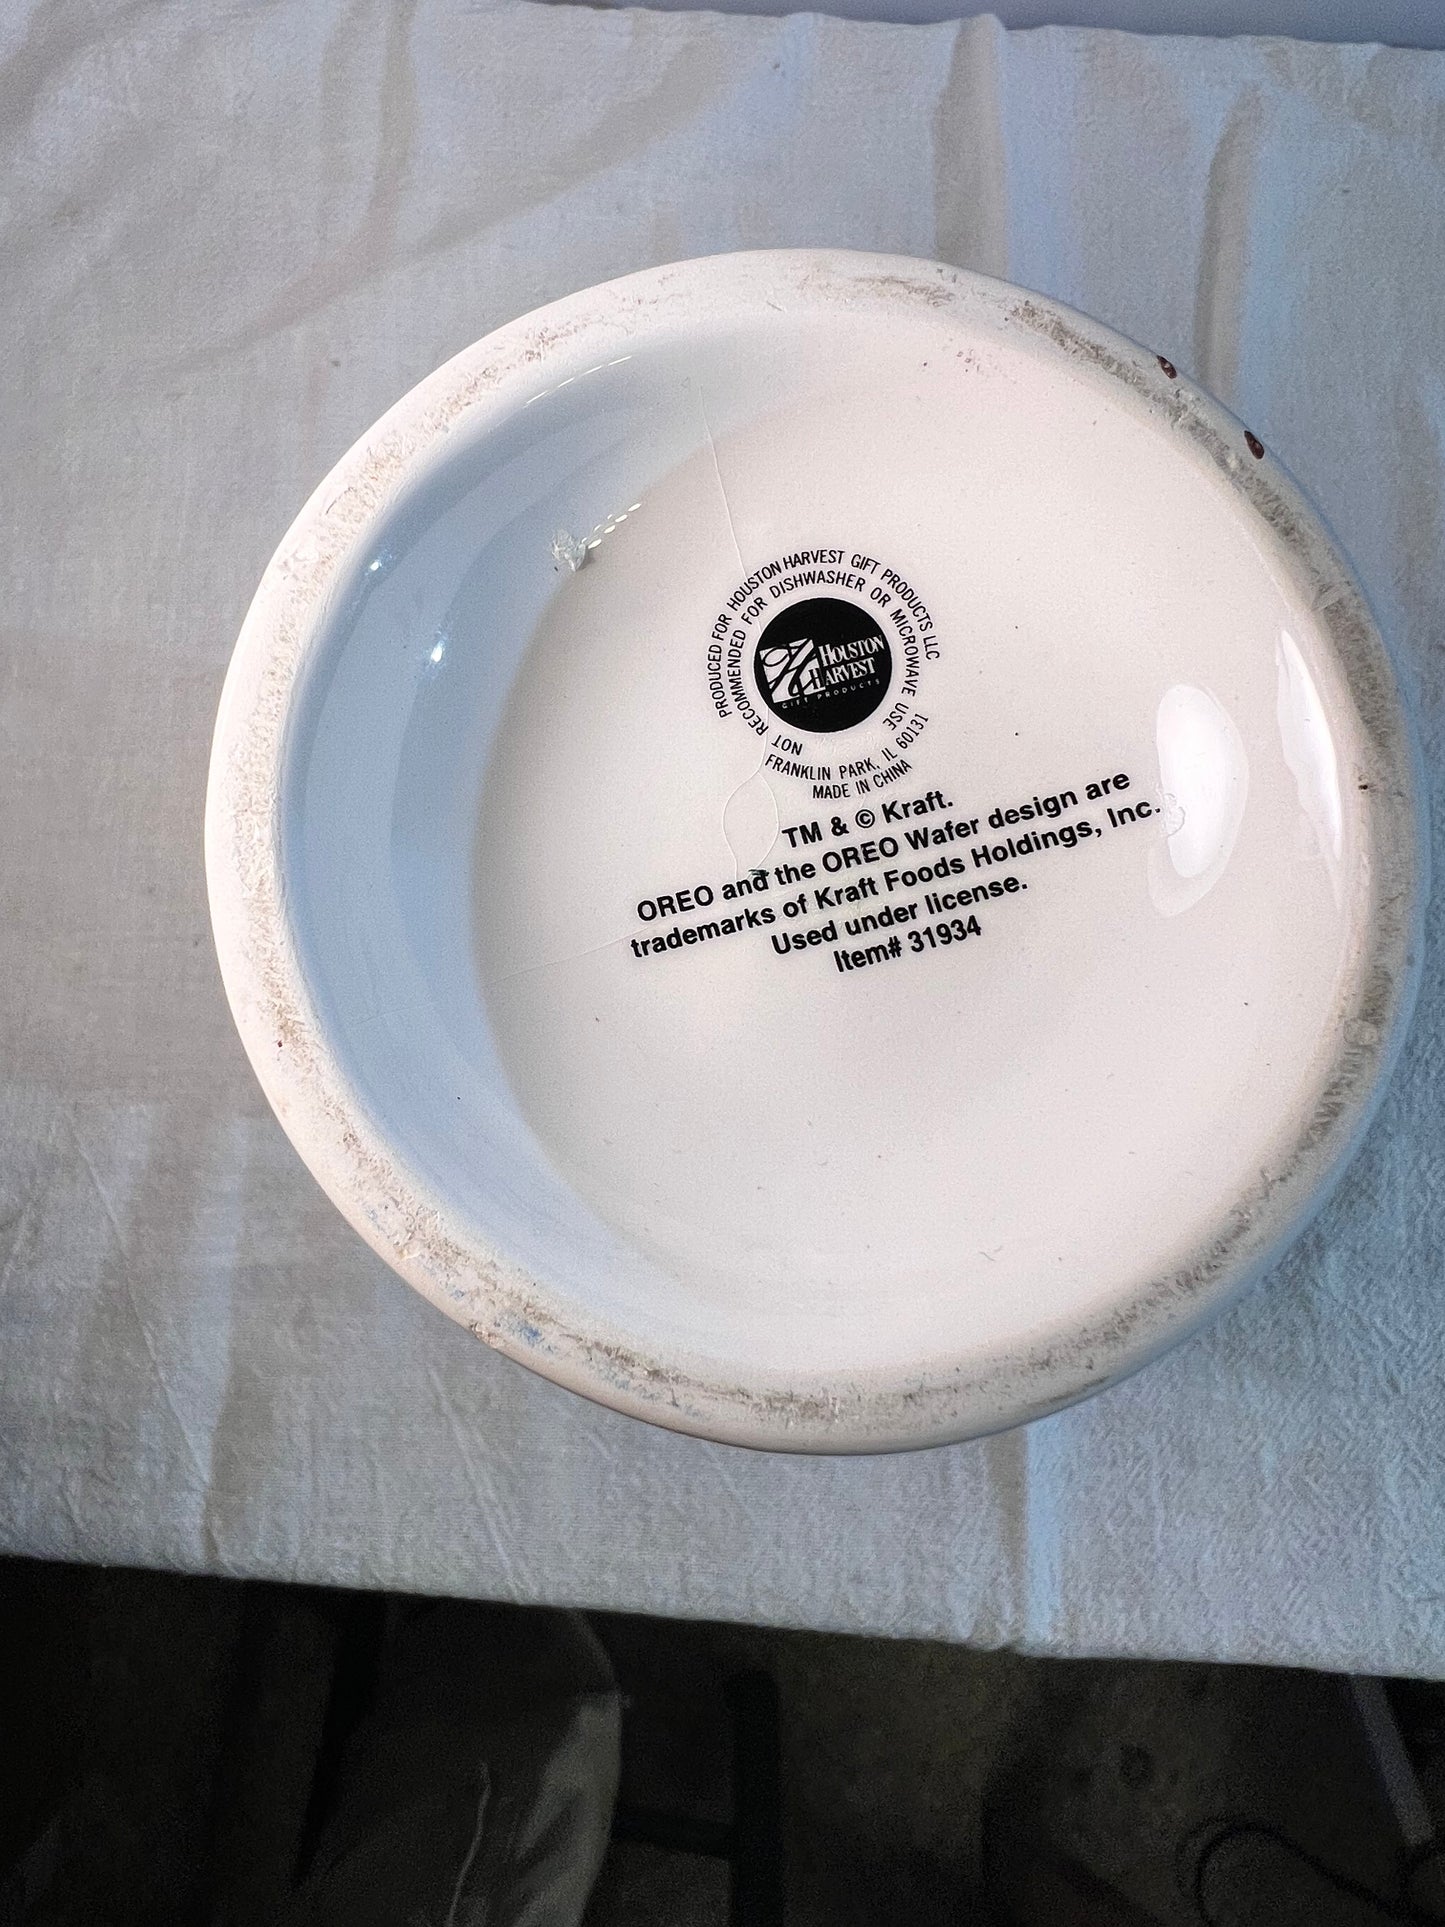 PRODUCED FOR HOUSTON HARVEST GIFT PRODUCTS LLC
NOT RECOMMENDED FOR DISHWASHER OR MICROWAVE USE
H HOUSTON
HARVEST
GIFT PRODUCTS
FRANKLIN PARK, IL 60131
MADE IN CHINA
TM & © Kraft.
OREO and the OREO Wafer design are
trademarks of Kraft Foods Holdings, Inc.
Used under license.
Item# 31934